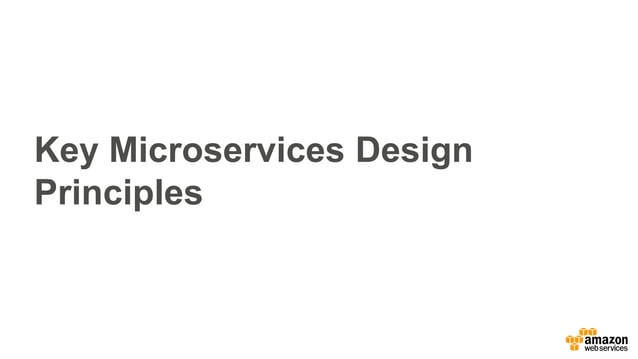 Key Microservices Design
Principles
amazon
webservices